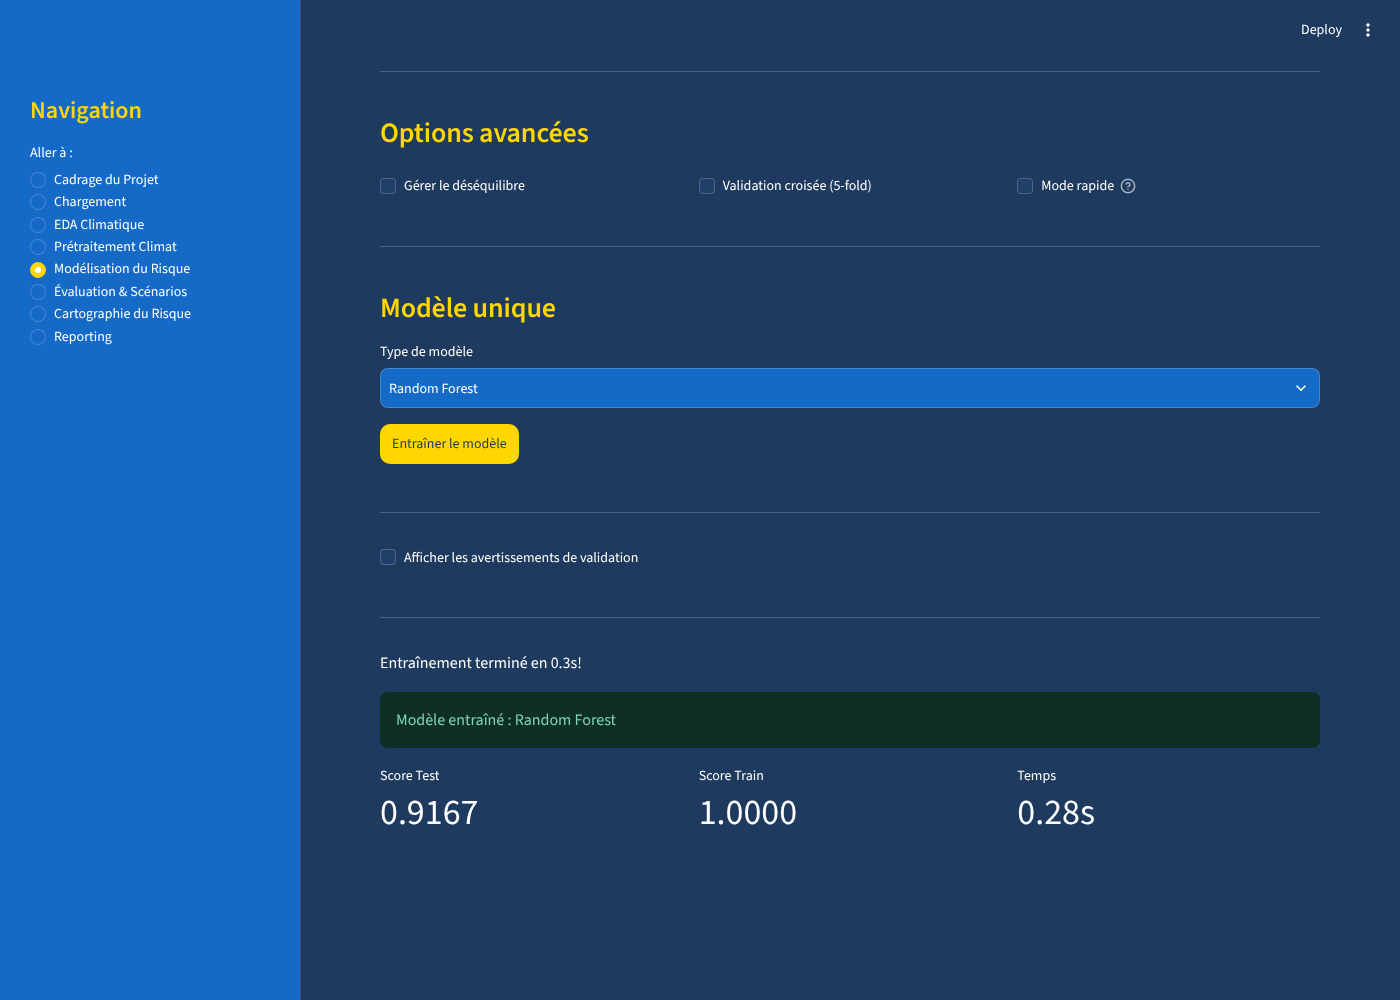 Deploy
Navigation
Aller à :
Cadrage du Projet
Chargement
EDA Climatique
Prétraitement Climat
Modélisation du Risque
Évaluation & Scénarios
Cartographie du Risque
Reporting
Options avancées
Gérer le déséquilibre
Validation croisée (5-fold)
Mode rapide
Modèle unique
Type de modèle
Random Forest
Entraîner le modèle
Afficher les avertissements de validation
Entraînement terminé en 0.3s!
Modèle entraîné : Random Forest
Score Test
Score Train
Temps
0.9167
1.0000
0.28s